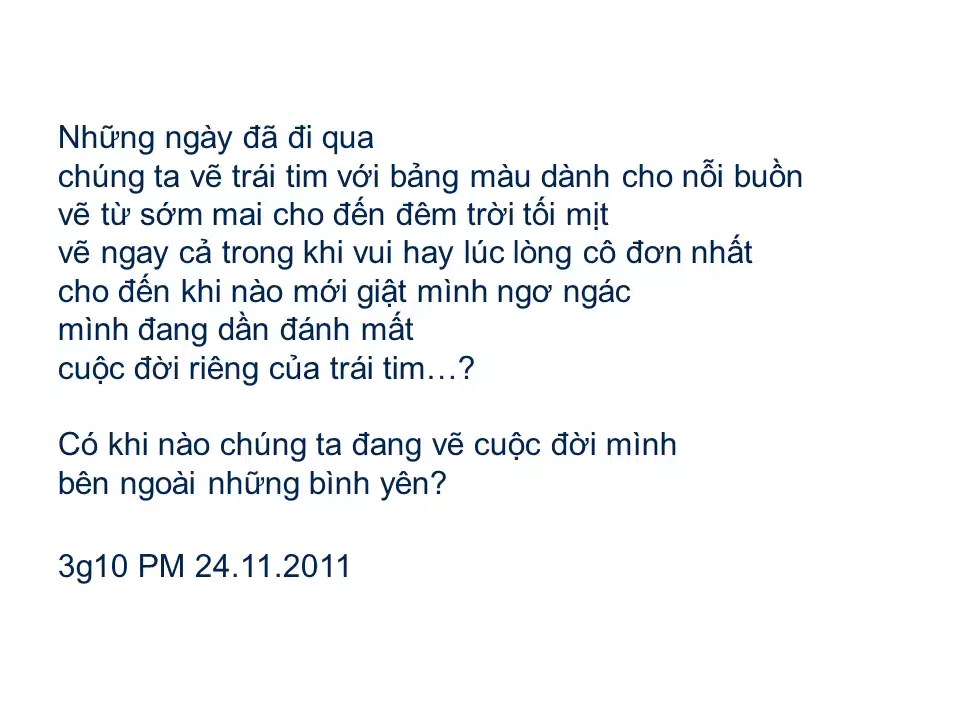 Những ngày đã đi qua
chúng ta vẽ trái tim với bảng màu dành cho nỗi buồn
vẽ từ sớm mai cho đến đêm trời tối mịt
vẽ ngay cả trong khi vui hay lúc lòng cô đơn nhất
cho đến khi nào mới giật mình ngơ ngác
mình đang dần đánh mất
cuộc đời riêng của trái tim…?
Có khi nào chúng ta đang vẽ cuộc đời mình
bên ngoài những bình yên?
3g10 PM 24.11.2011